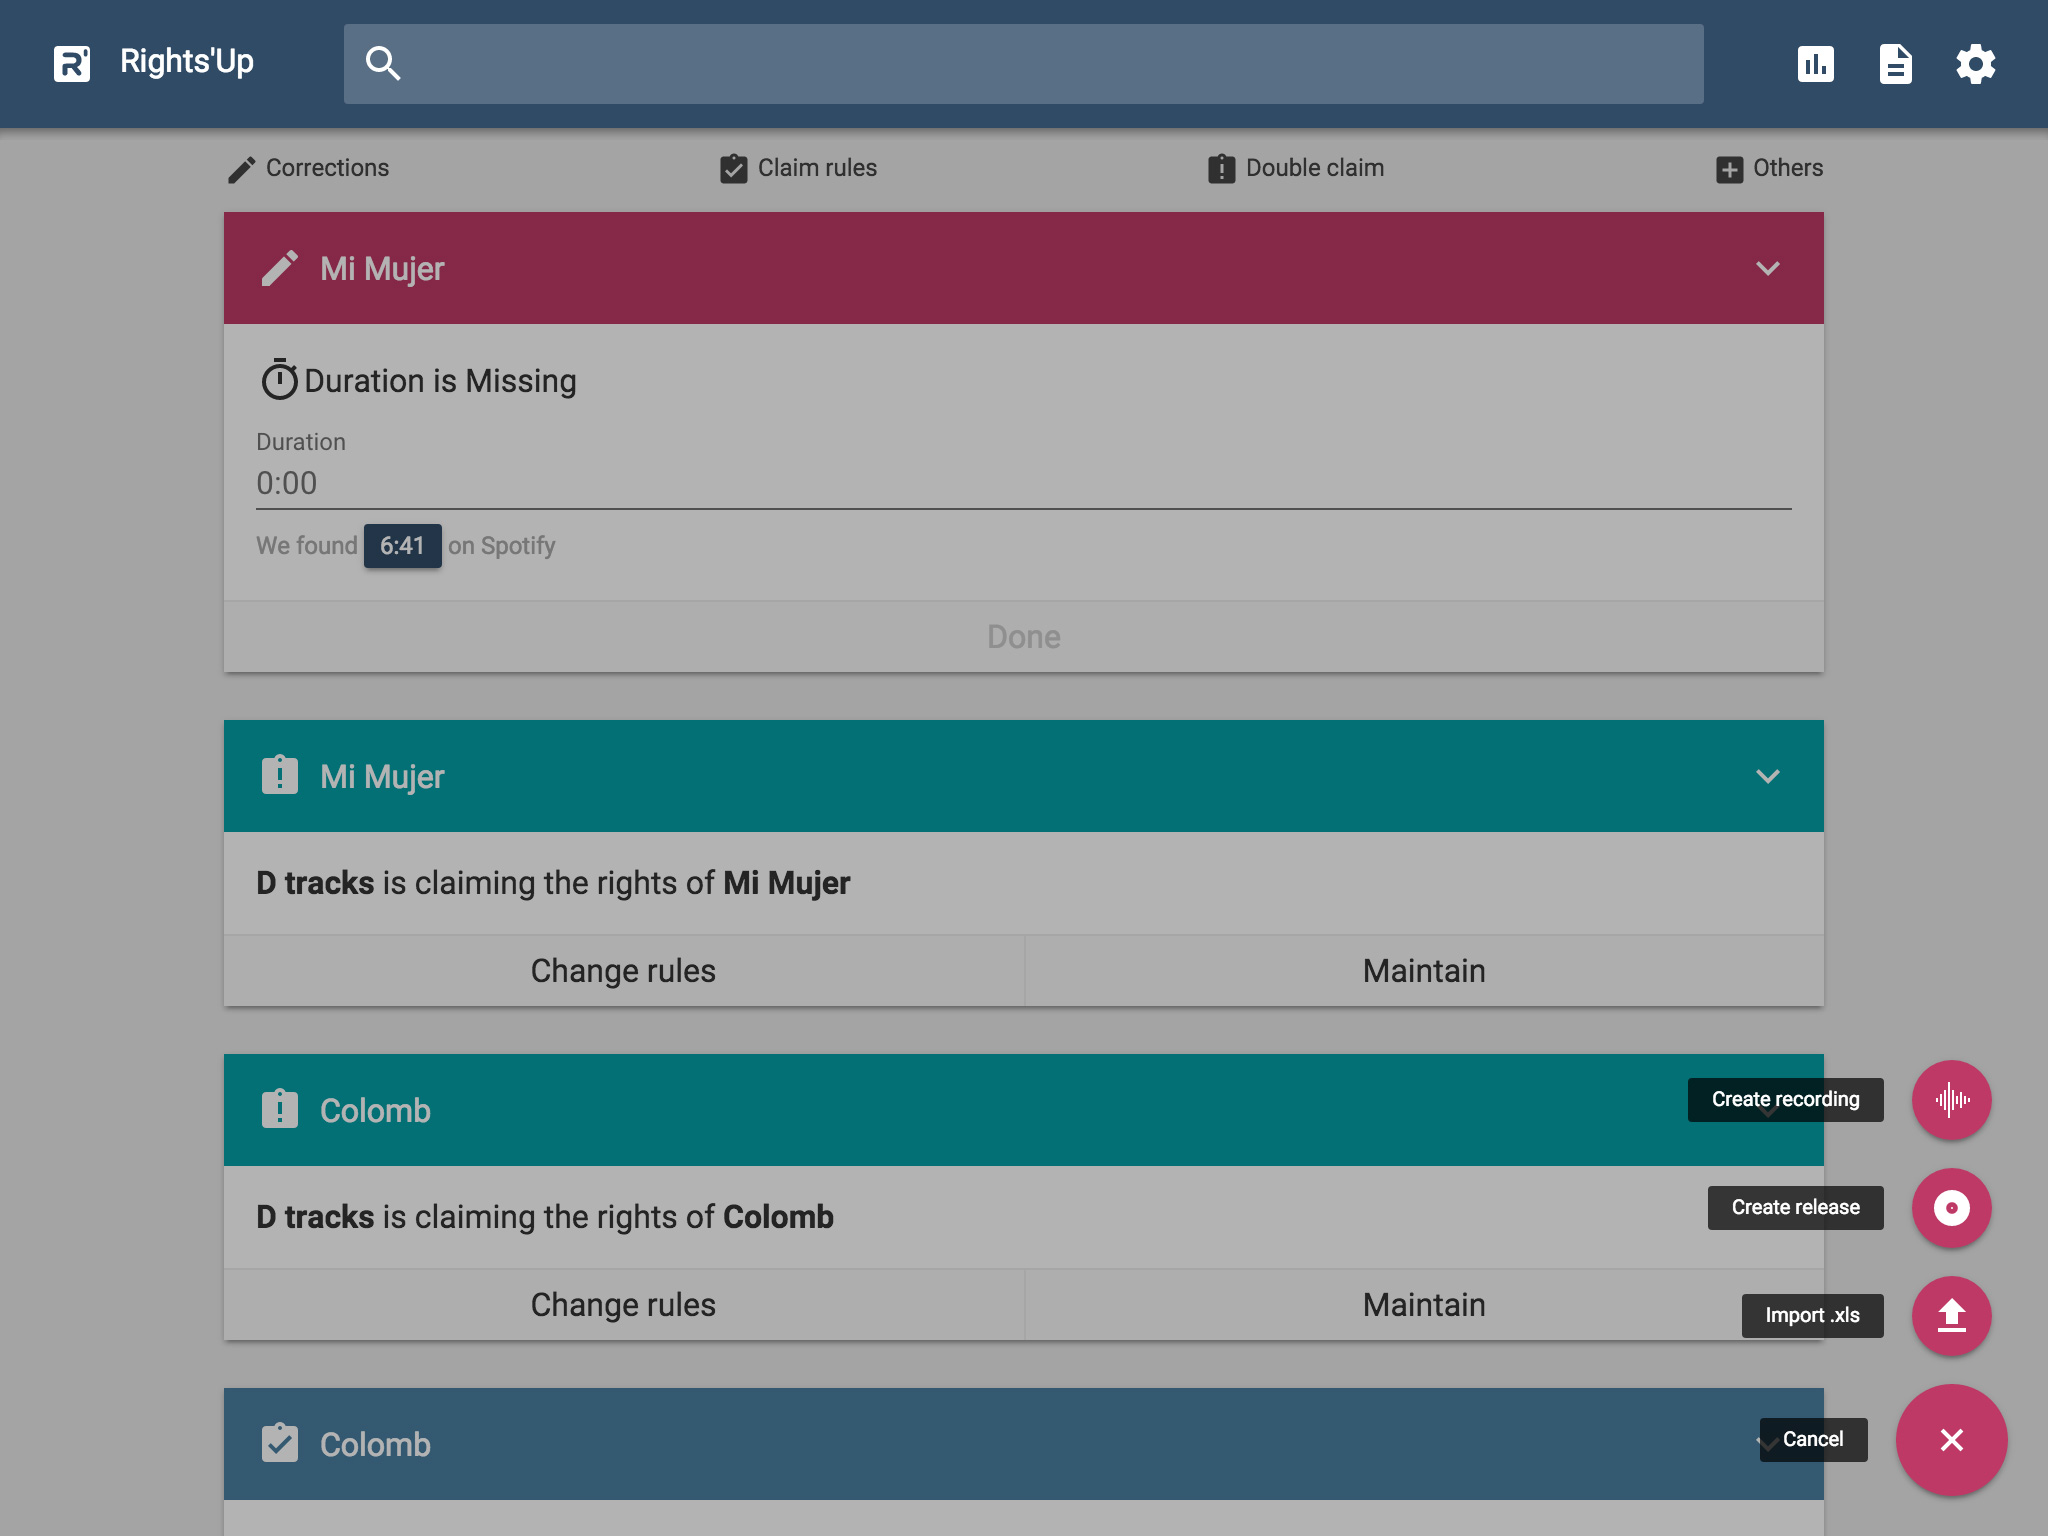 Rights'Up
Corrections
Claim rules
Double claim
Others
Mi Mujer
Duration is Missing
Duration
0:00
We found 6:41 on Spotify
Done
Mi Mujer
D tracks is claiming the rights of Mi Mujer
Change rules
Maintain
Colomb
Create recording
D tracks is claiming the rights of Colomb
Create release
Change rules
Maintain
Import .xls
Colomb
Cancel